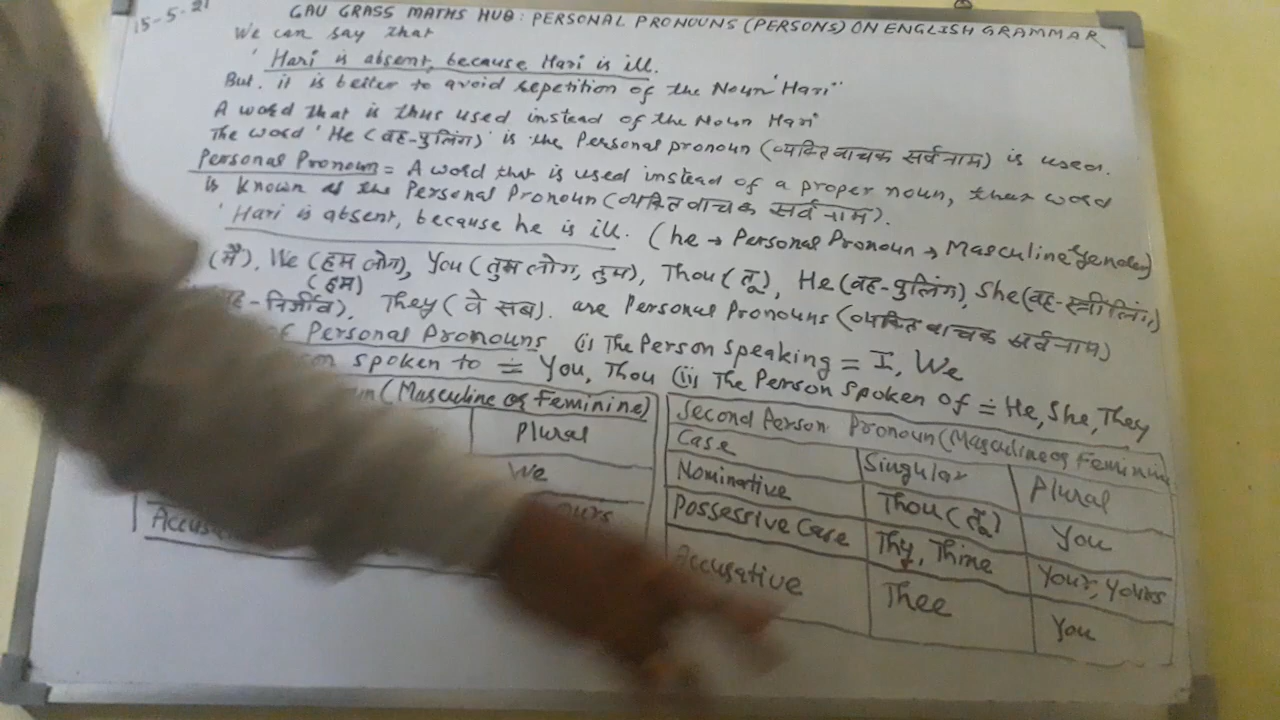 15-5-21
GAU GRASS MATHS HUB: PERSONAL PRONOUNS (PERSONS) ON ENGLISH GRAMMAR
We can say that
'Hari is absent, because Hari is ill.
But. it is better to avoid repetition of the Noun 'Hari"
A word that is thus used instead of the Noun Hari'
The word 'He (वह-पुलिंग)' is the Personal pronoun (व्यक्तिवाचक सर्वनाम) is used.
Personal Pronoun = A word that is used instead of a proper noun, that word
is known as the Personal Pronoun (व्यक्तिवाचक सर्वनाम).
'Hari is absent, because he is ill. (he → Personal Pronoun → Masculine Gender)
(मैं), We (हम लोग), You (तुम लोग, तुम), Thou (तू), He (वह-पुलिंग), She (वह-स्त्रीलिंग)
(हम)
वह-निर्जीव), They (वे सब). are Personal Pronouns (व्यक्तिवाचक सर्वनाम)
of Personal Pronouns (i) The Person Speaking = I, We
spoken to = You, Thou (iii) The Person Spoken of = He, She, They
(Masculine or Feminine)
Plural
We
ours
Second Person Pronoun (Masculine or Feminin
Case Singular Plural
Nominative Thou (तू) You
Possessive Case Thy, Thine Your, Yours
Accusative Thee You